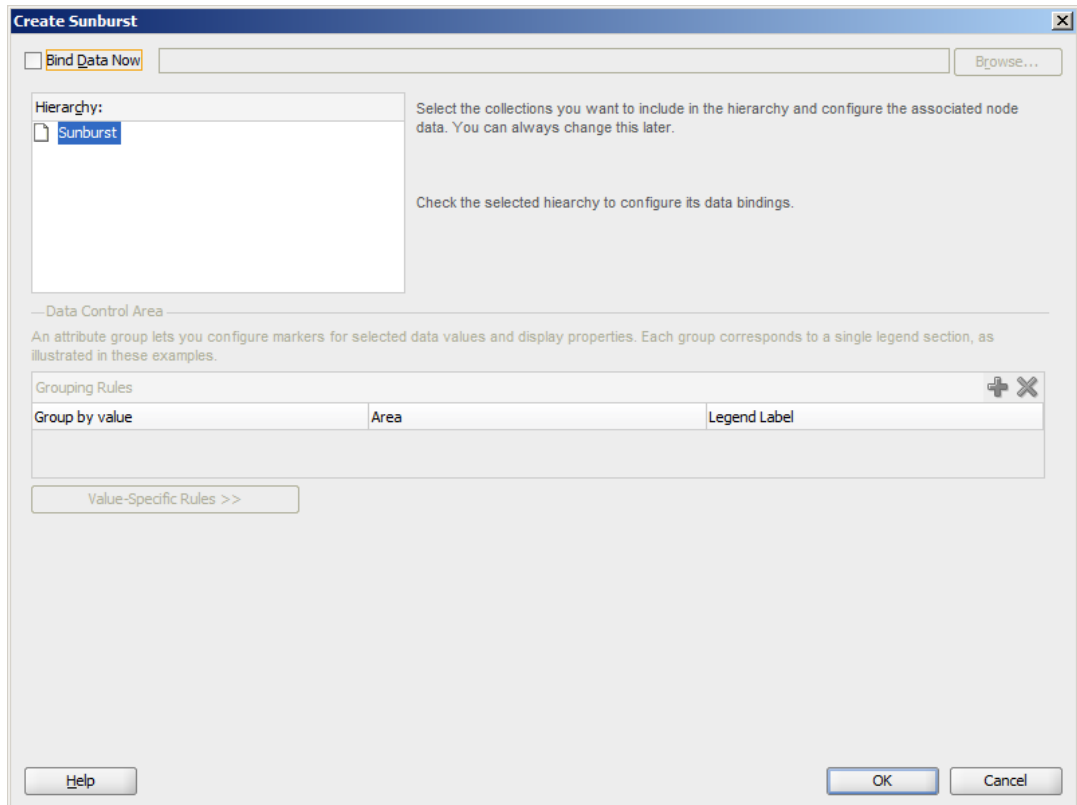 Create Sunburst
Bind Data Now
Browse...
Hierarchy:
Sunburst
Select the collections you want to include in the hierarchy and configure the associated node
data. You can always change this later.
Check the selected hiearchy to configure its data bindings.
Data Control Area
An attribute group lets you configure markers for selected data values and display properties. Each group corresponds to a single legend section, as
illustrated in these examples.
Grouping Rules
Group by value
Area
Legend Label
Value-Specific Rules >>
Help
OK
Cancel